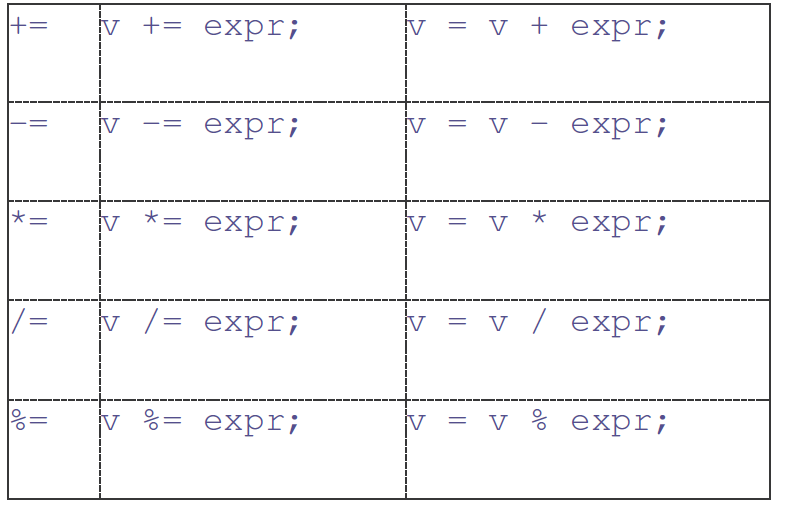 += v += expr; v = v + expr;
-= v -= expr; v = v - expr;
*= v *= expr; v = v * expr;
/= v /= expr; v = v / expr;
%= v %= expr; v = v % expr;